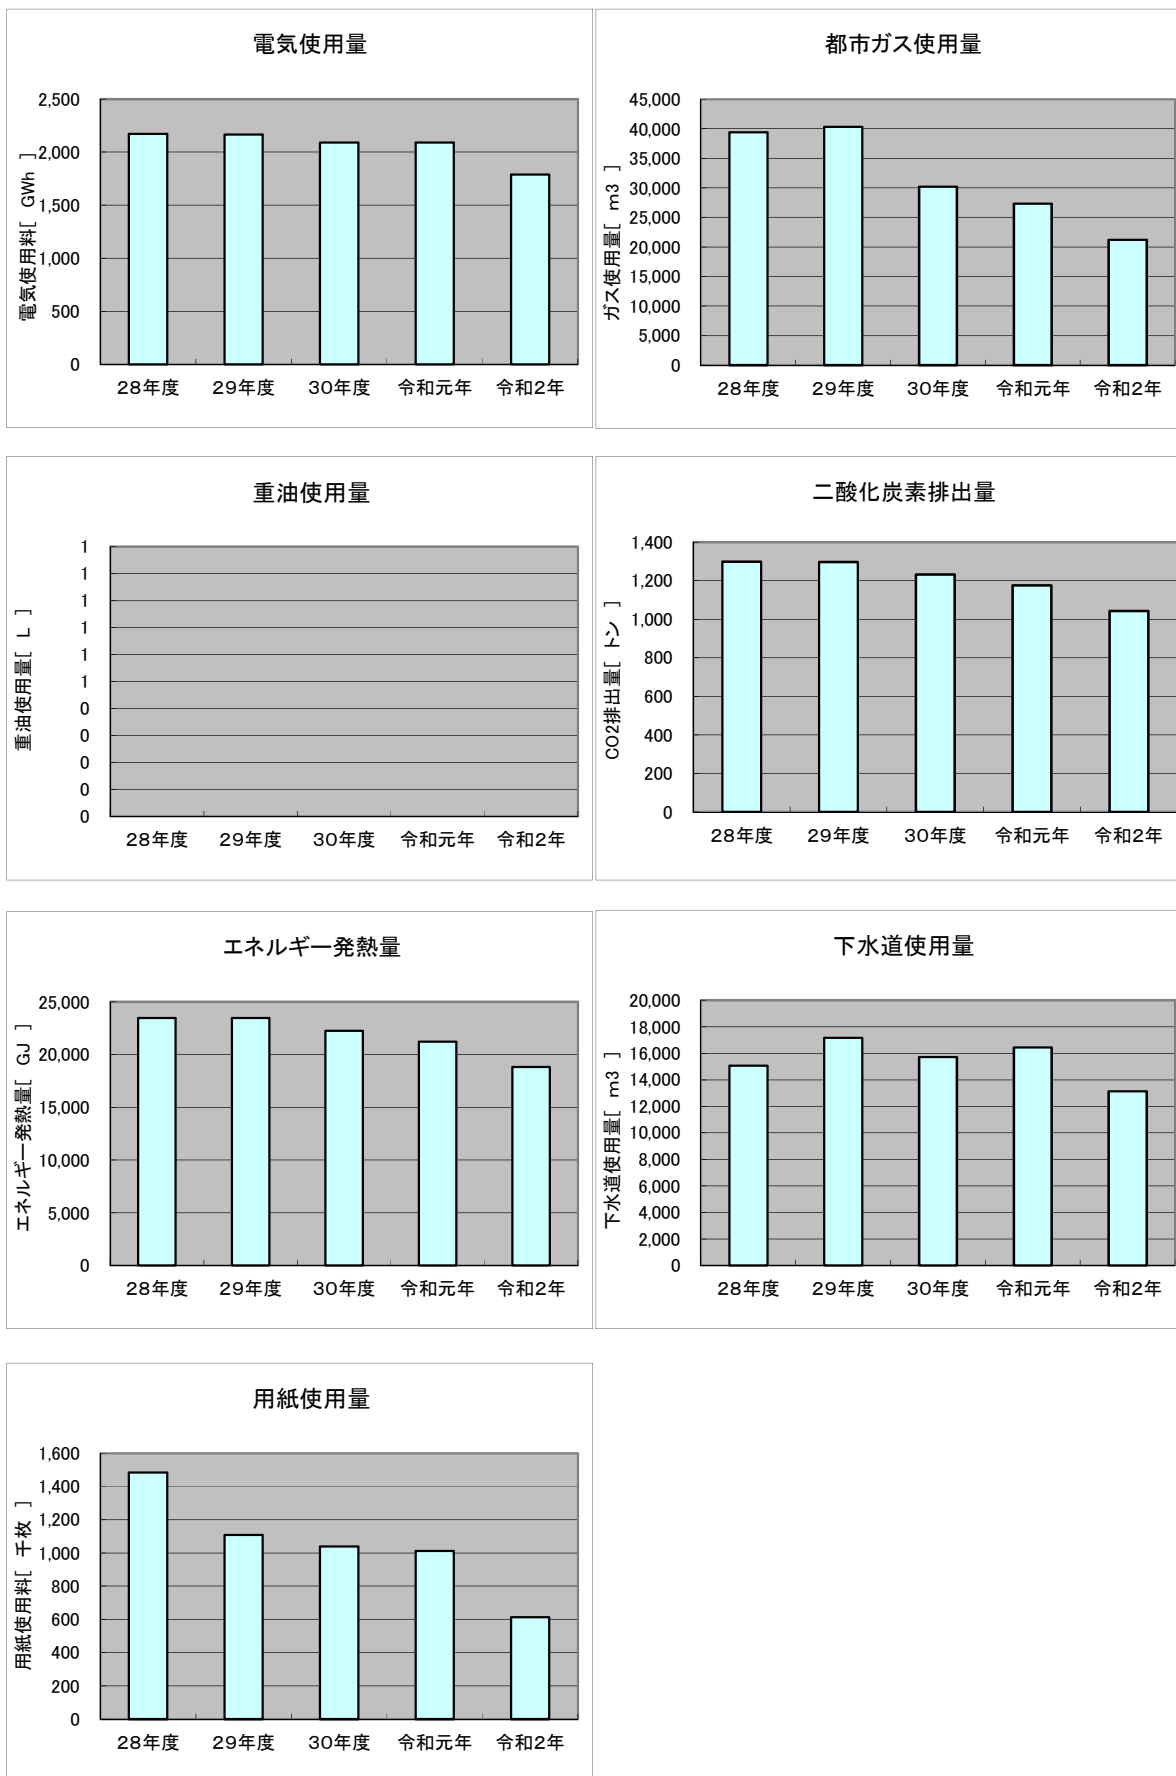 電気使用量
電気使用料[ GWh ]
2,500
2,000
1,500
1,000
500
0
28年度 29年度 30年度 令和元年 令和2年
都市ガス使用量
ガス使用量[ m3 ]
45,000
40,000
35,000
30,000
25,000
20,000
15,000
10,000
5,000
0
28年度 29年度 30年度 令和元年 令和2年
重油使用量
重油使用量[ L ]
1
1
1
1
1
1
0
0
0
0
0
28年度 29年度 30年度 令和元年 令和2年
二酸化炭素排出量
CO2排出量[ トン ]
1,400
1,200
1,000
800
600
400
200
0
28年度 29年度 30年度 令和元年 令和2年
エネルギー発熱量
エネルギー発熱量[ GJ ]
25,000
20,000
15,000
10,000
5,000
0
28年度 29年度 30年度 令和元年 令和2年
下水道使用量
下水道使用量[ m3 ]
20,000
18,000
16,000
14,000
12,000
10,000
8,000
6,000
4,000
2,000
0
28年度 29年度 30年度 令和元年 令和2年
用紙使用量
用紙使用料[ 千枚 ]
1,600
1,400
1,200
1,000
800
600
400
200
0
28年度 29年度 30年度 令和元年 令和2年